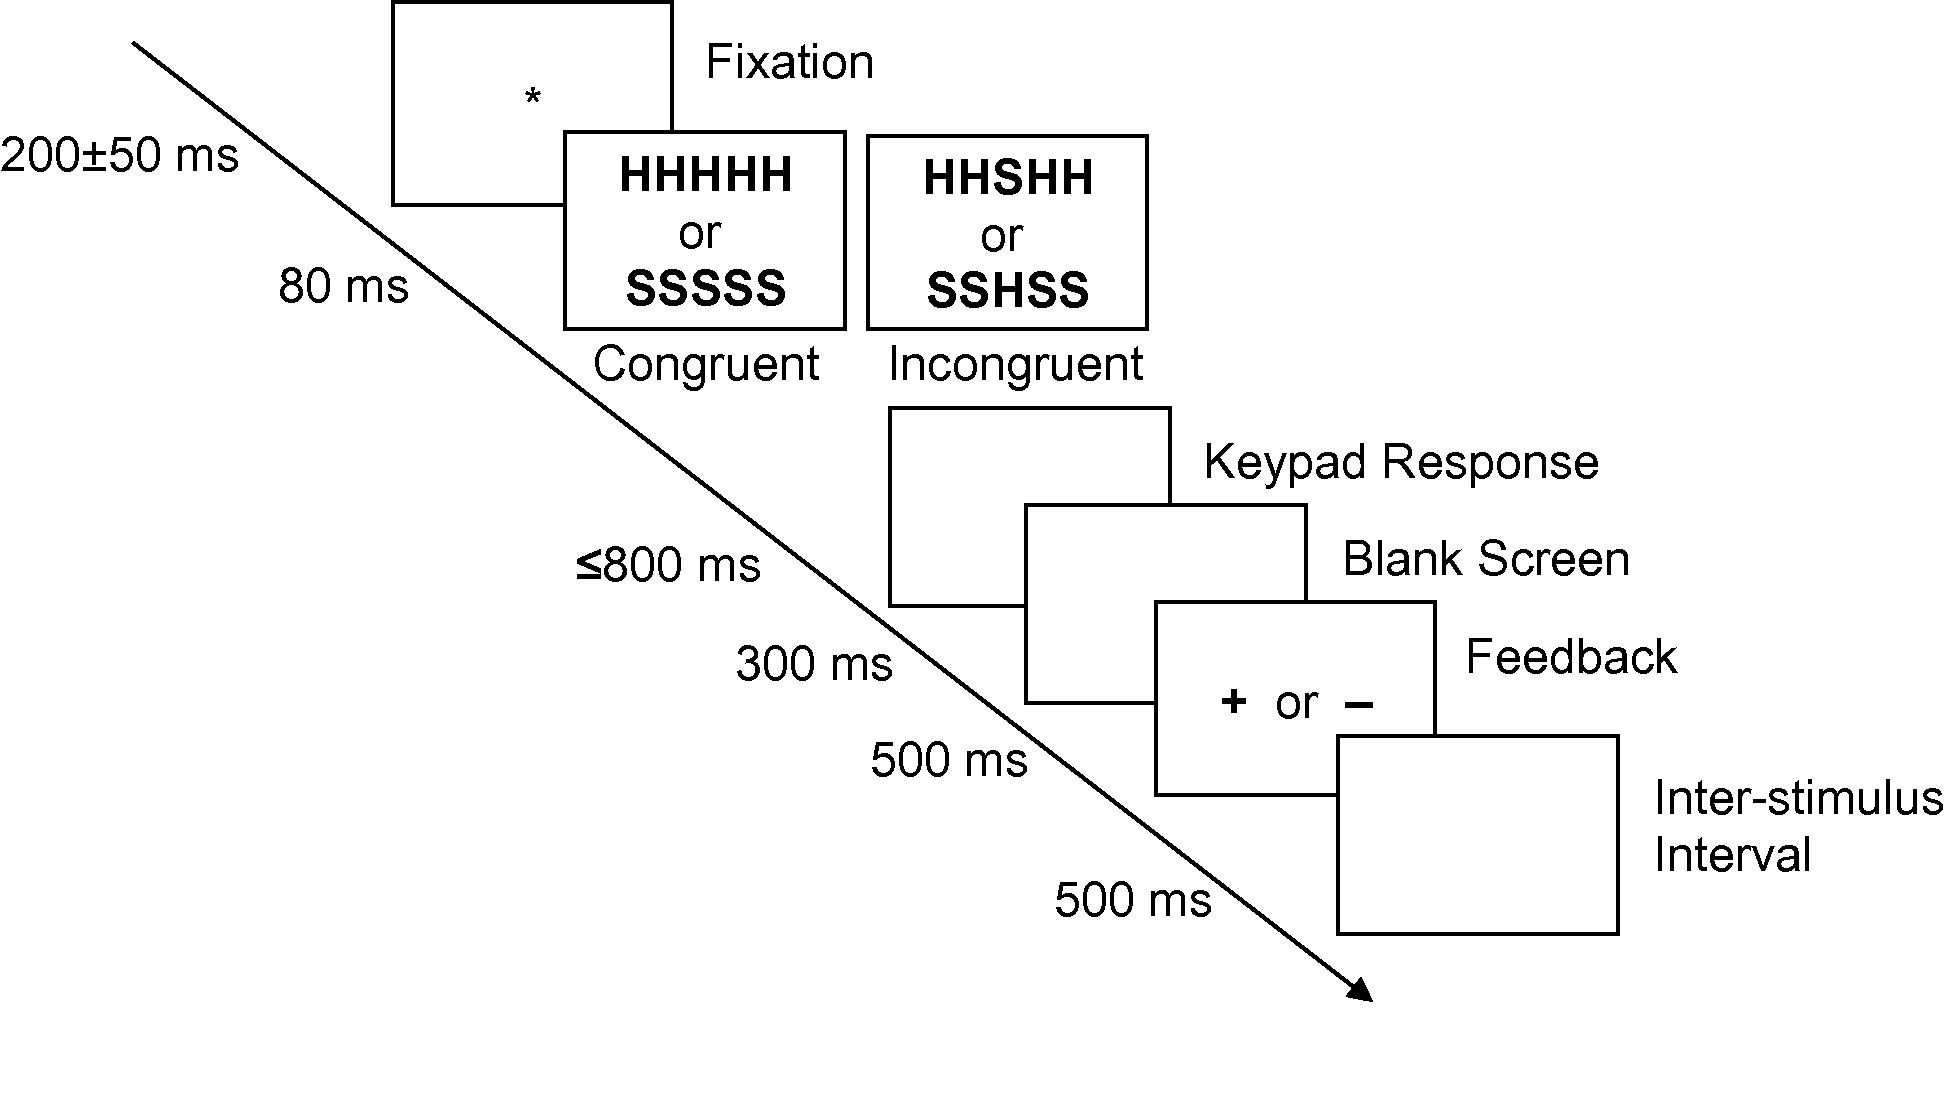 *
Fixation
200±50 ms
HHHHH
or
SSSSS
HHSHH
or
SSHSS
80 ms
Congruent
Incongruent
Keypad Response
≤800 ms
Blank Screen
300 ms
Feedback
+ or –
500 ms
Inter-stimulus
Interval
500 ms